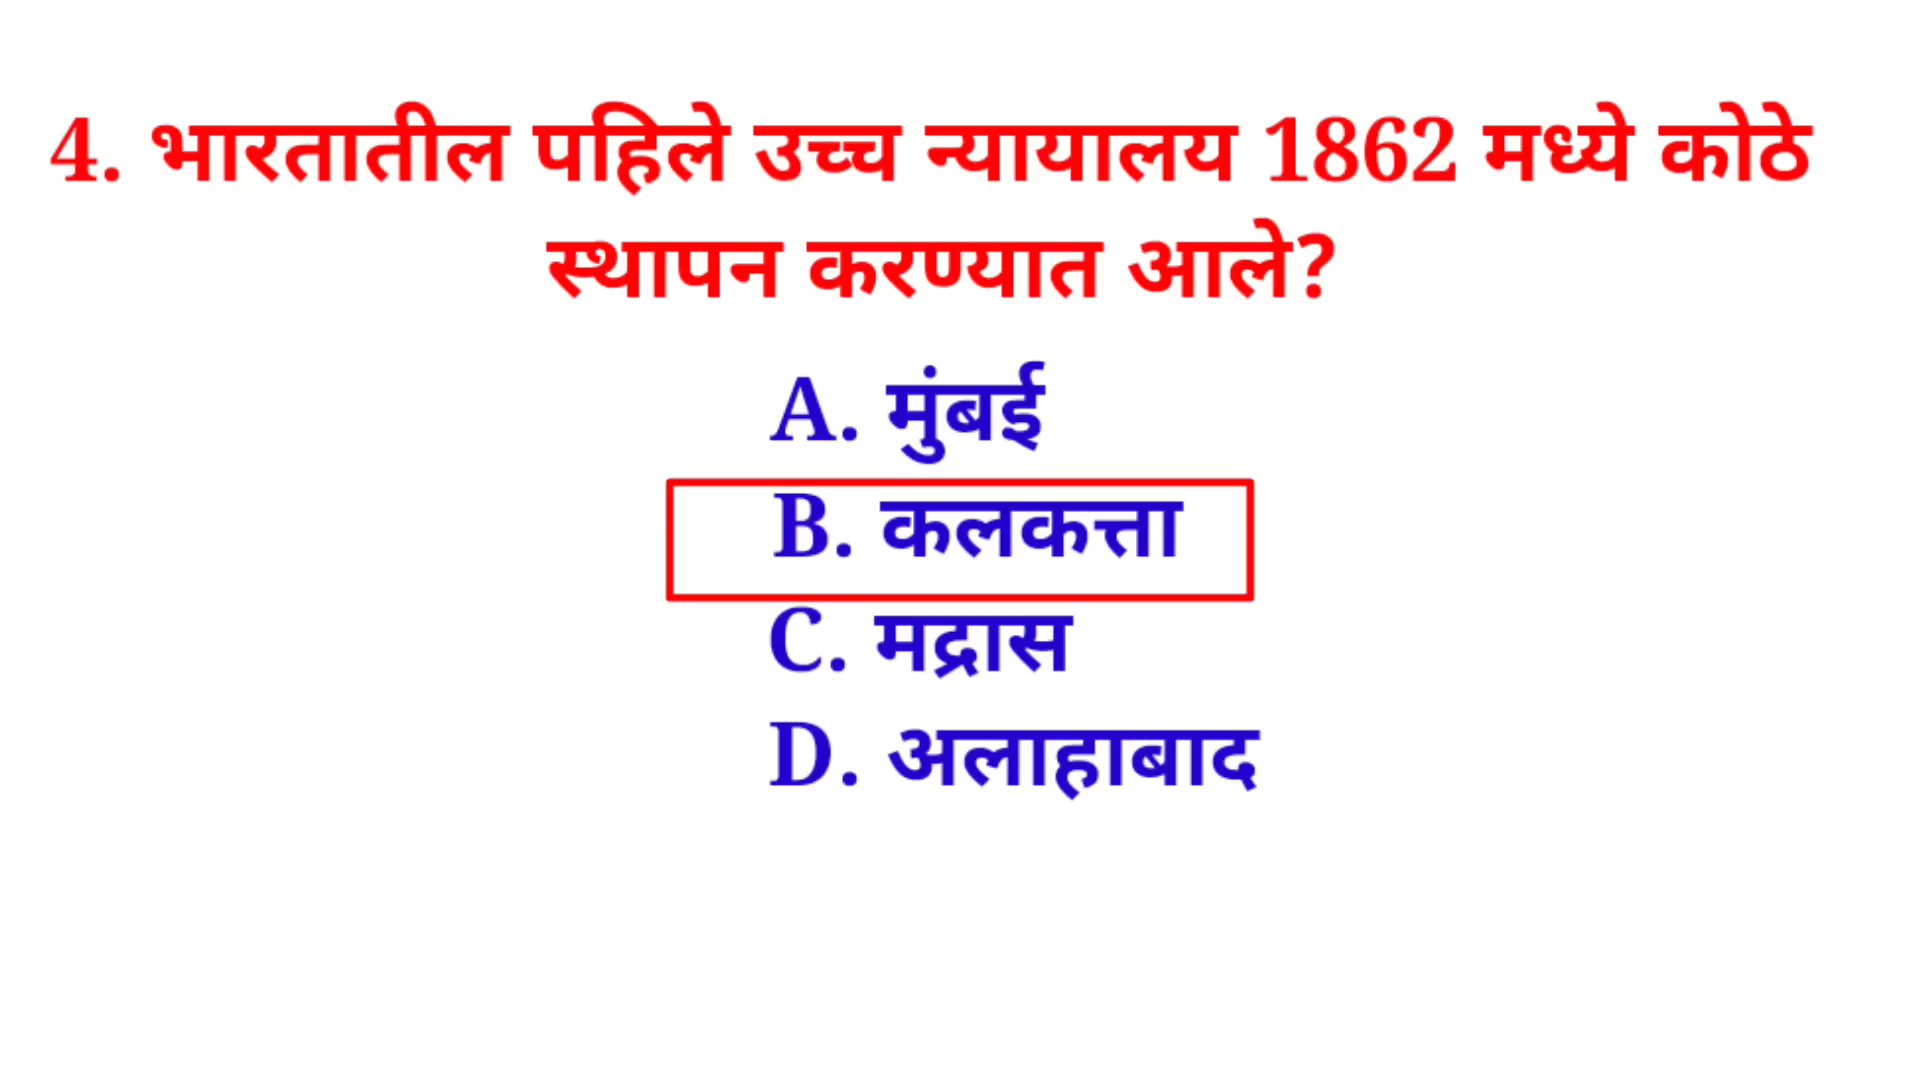 4. भारतातील पहिले उच्च न्यायालय 1862 मध्ये कोठे
स्थापन करण्यात आले?
A. मुंबई
B. कलकत्ता
C. मद्रास
D. अलाहाबाद